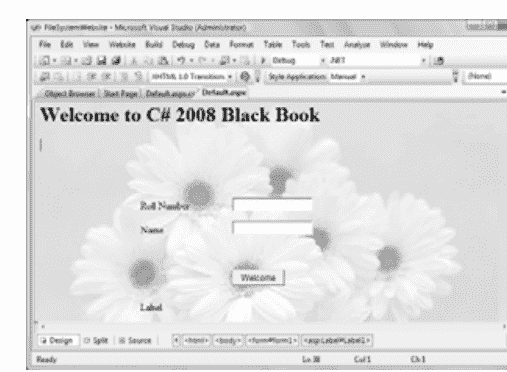 FileSystemWebsite - Microsoft Visual Studio (Administrator)
File Edit View Website Build Debug Data Format Table Tools Test Analyze Window Help
Debug .NET
XHTML 1.0 Transition Style Application: Manual (None)
Object Browser Start Page Default.aspx.cs Default.aspx
Welcome to C# 2008 Black Book
Roll Number
Name
Welcome
Label
Design Split Source <html> <body> <form#form1> <asp:Label#Label1>
Ready Ln 38 Col 1 Ch 1